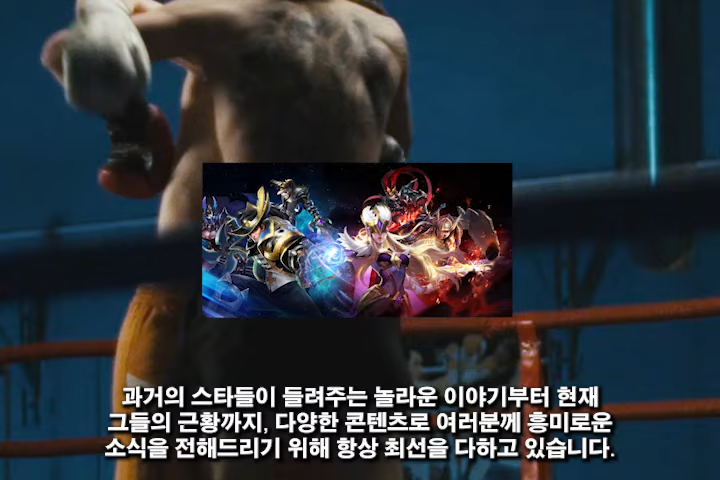 과거의 스타들이 들려주는 놀라운 이야기부터 현재
그들의 근황까지, 다양한 콘텐츠로 여러분께 흥미로운
소식을 전해드리기 위해 항상 최선을 다하고 있습니다.